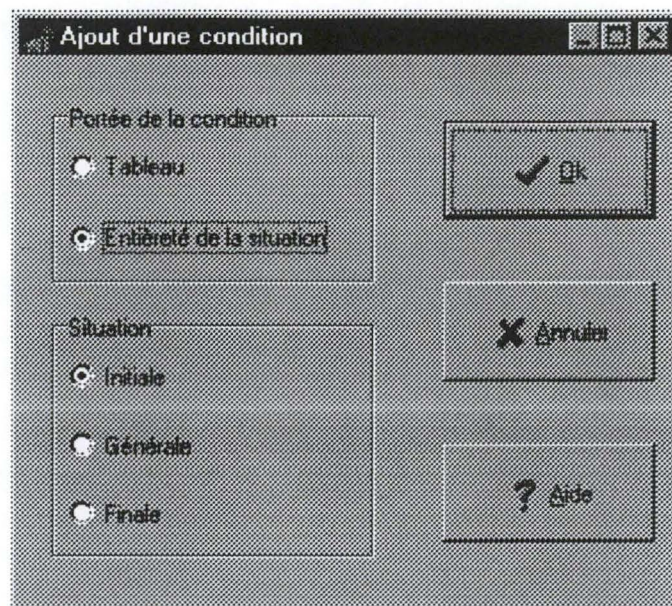 Ajout d'une condition
Portée de la condition
Tableau
Entièreté de la situation
Situation
Initiale
Générale
Finale
Ok
Annuler
Aide